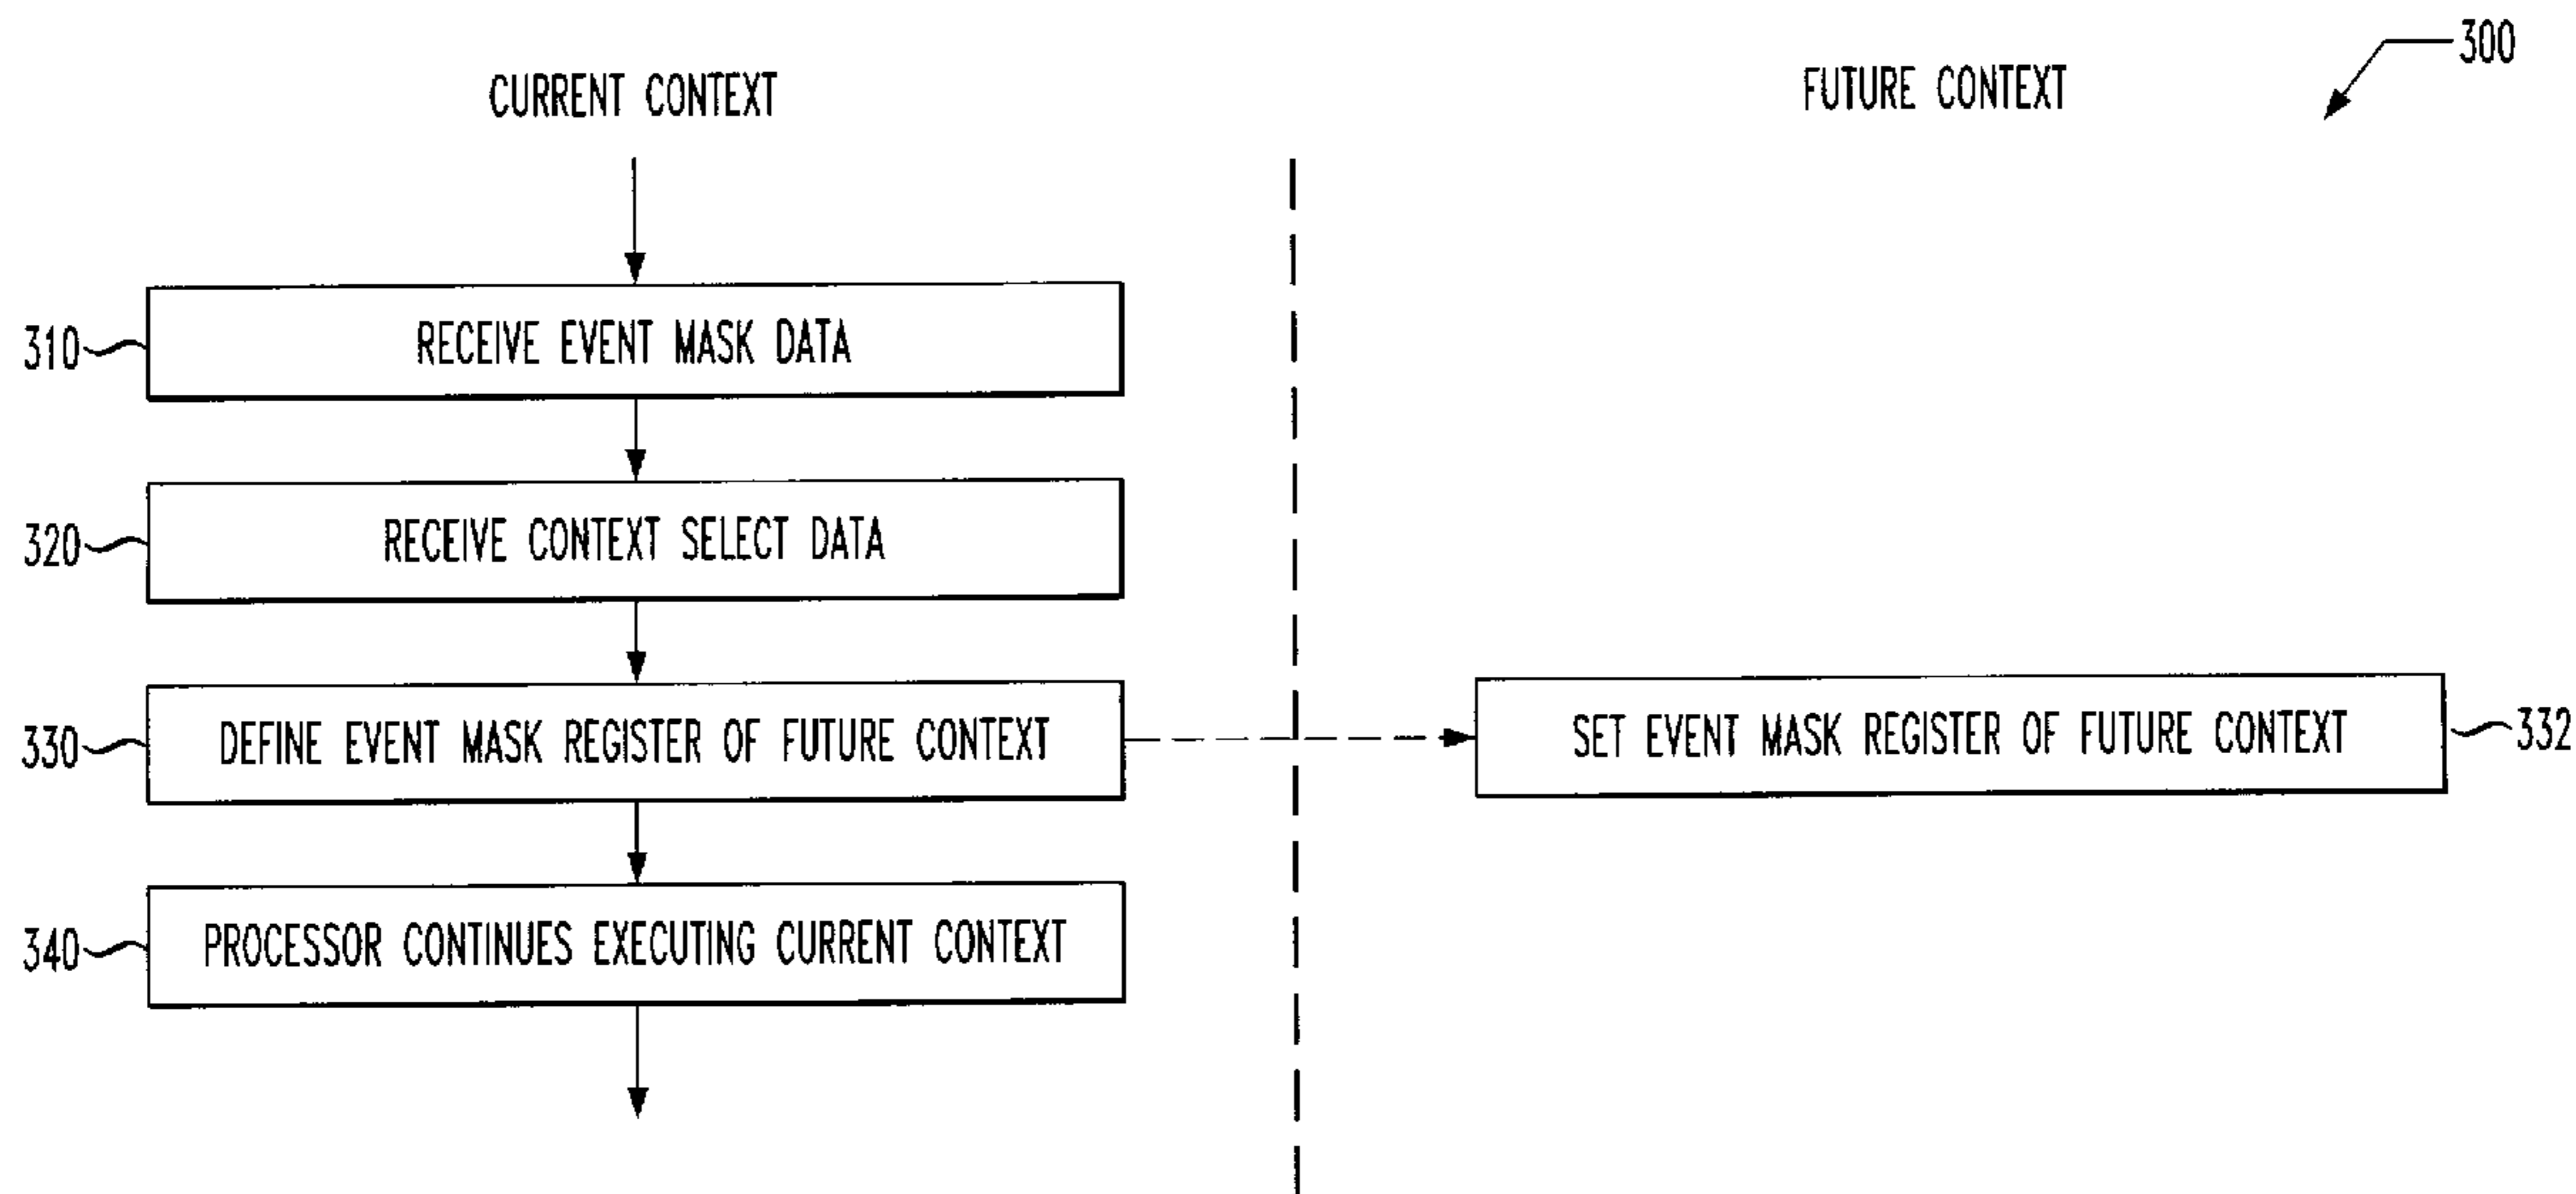 300
CURRENT CONTEXT
FUTURE CONTEXT
310
RECEIVE EVENT MASK DATA
320
RECEIVE CONTEXT SELECT DATA
330
DEFINE EVENT MASK REGISTER OF FUTURE CONTEXT
SET EVENT MASK REGISTER OF FUTURE CONTEXT
332
340
PROCESSOR CONTINUES EXECUTING CURRENT CONTEXT